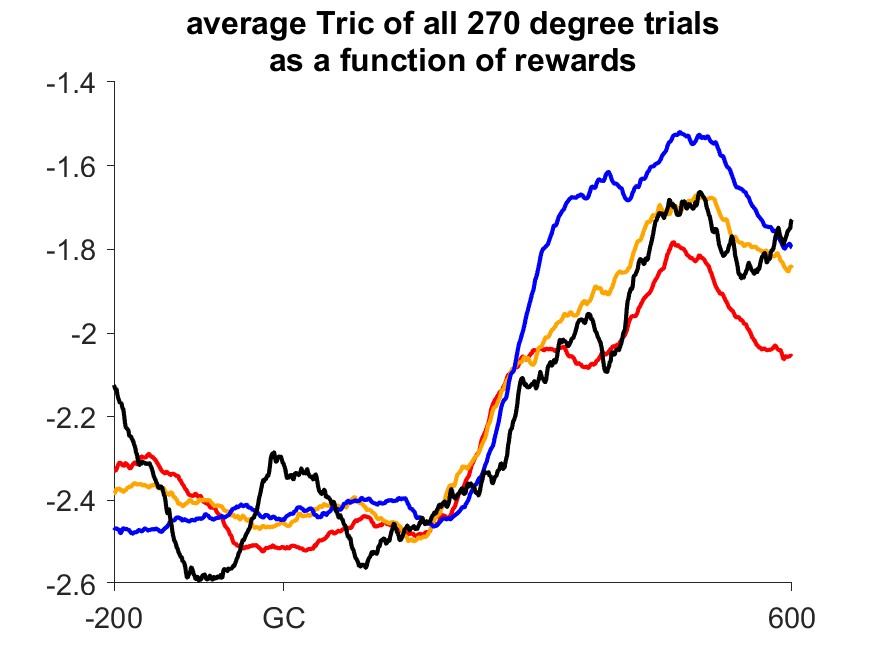 average Tric of all 270 degree trials
as a function of rewards
-1.4
-1.6
-1.8
-2
-2.2
-2.4
-2.6
-200 GC 600